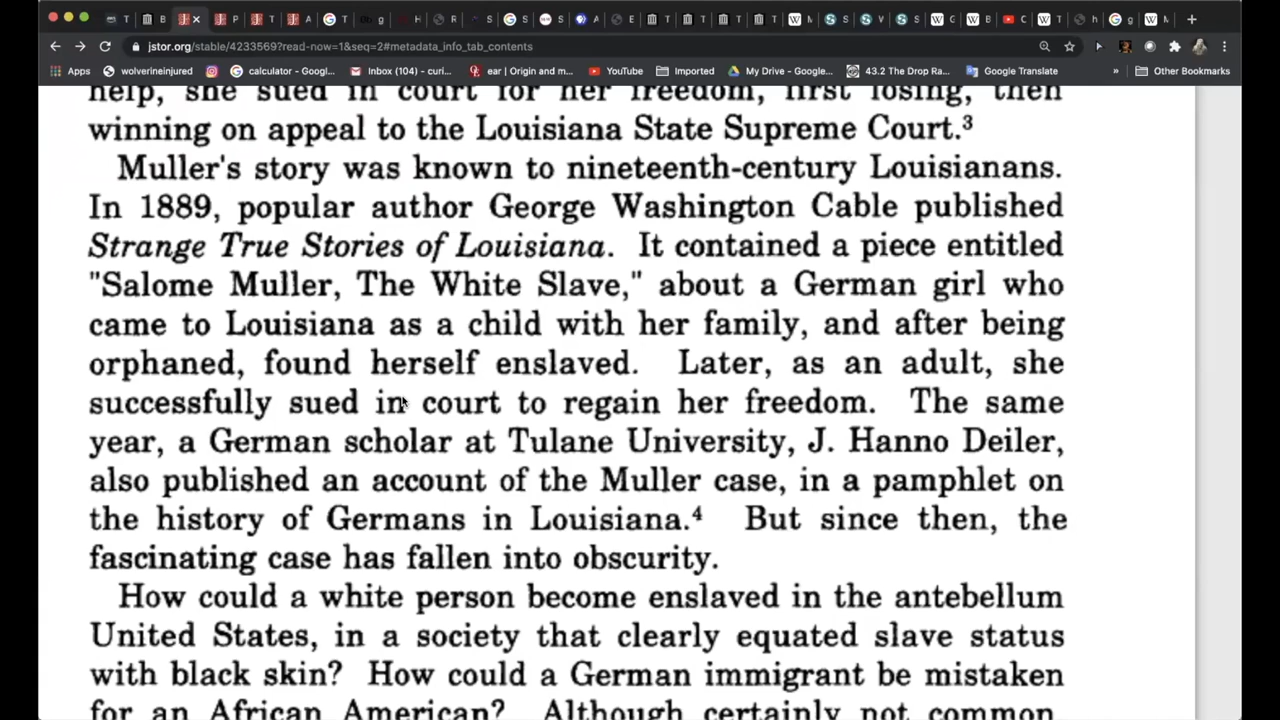 T B P T T A T g H R S S S A E T T T T W S V S W C W B C W T h g W M
jstor.org/stable/4233569?read-now=1&seq=2#metadata_info_tab_contents
Apps wolverineinjured calculator - Googl... Inbox (104) - curi... ear | Origin and m... YouTube Imported My Drive - Google... 43.2 The Drop Ra... Google Translate » Other Bookmarks
help, she sued in court for her freedom, first losing, then
winning on appeal to the Louisiana State Supreme Court.³
Muller's story was known to nineteenth-century Louisianans.
In 1889, popular author George Washington Cable published
Strange True Stories of Louisiana. It contained a piece entitled
"Salome Muller, The White Slave," about a German girl who
came to Louisiana as a child with her family, and after being
orphaned, found herself enslaved. Later, as an adult, she
successfully sued in court to regain her freedom. The same
year, a German scholar at Tulane University, J. Hanno Deiler,
also published an account of the Muller case, in a pamphlet on
the history of Germans in Louisiana.⁴ But since then, the
fascinating case has fallen into obscurity.
How could a white person become enslaved in the antebellum
United States, in a society that clearly equated slave status
with black skin? How could a German immigrant be mistaken
for an African American? Although certainly not common,